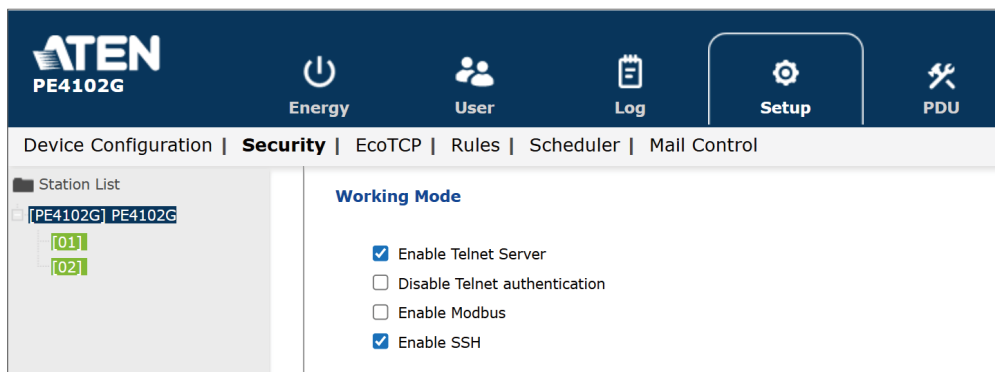 ATEN
PE4102G
Energy
User
Log
Setup
PDU
Device Configuration | Security | EcoTCP | Rules | Scheduler | Mail Control
Station List
[PE4102G] PE4102G
[01]
[02]
Working Mode
Enable Telnet Server
Disable Telnet authentication
Enable Modbus
Enable SSH